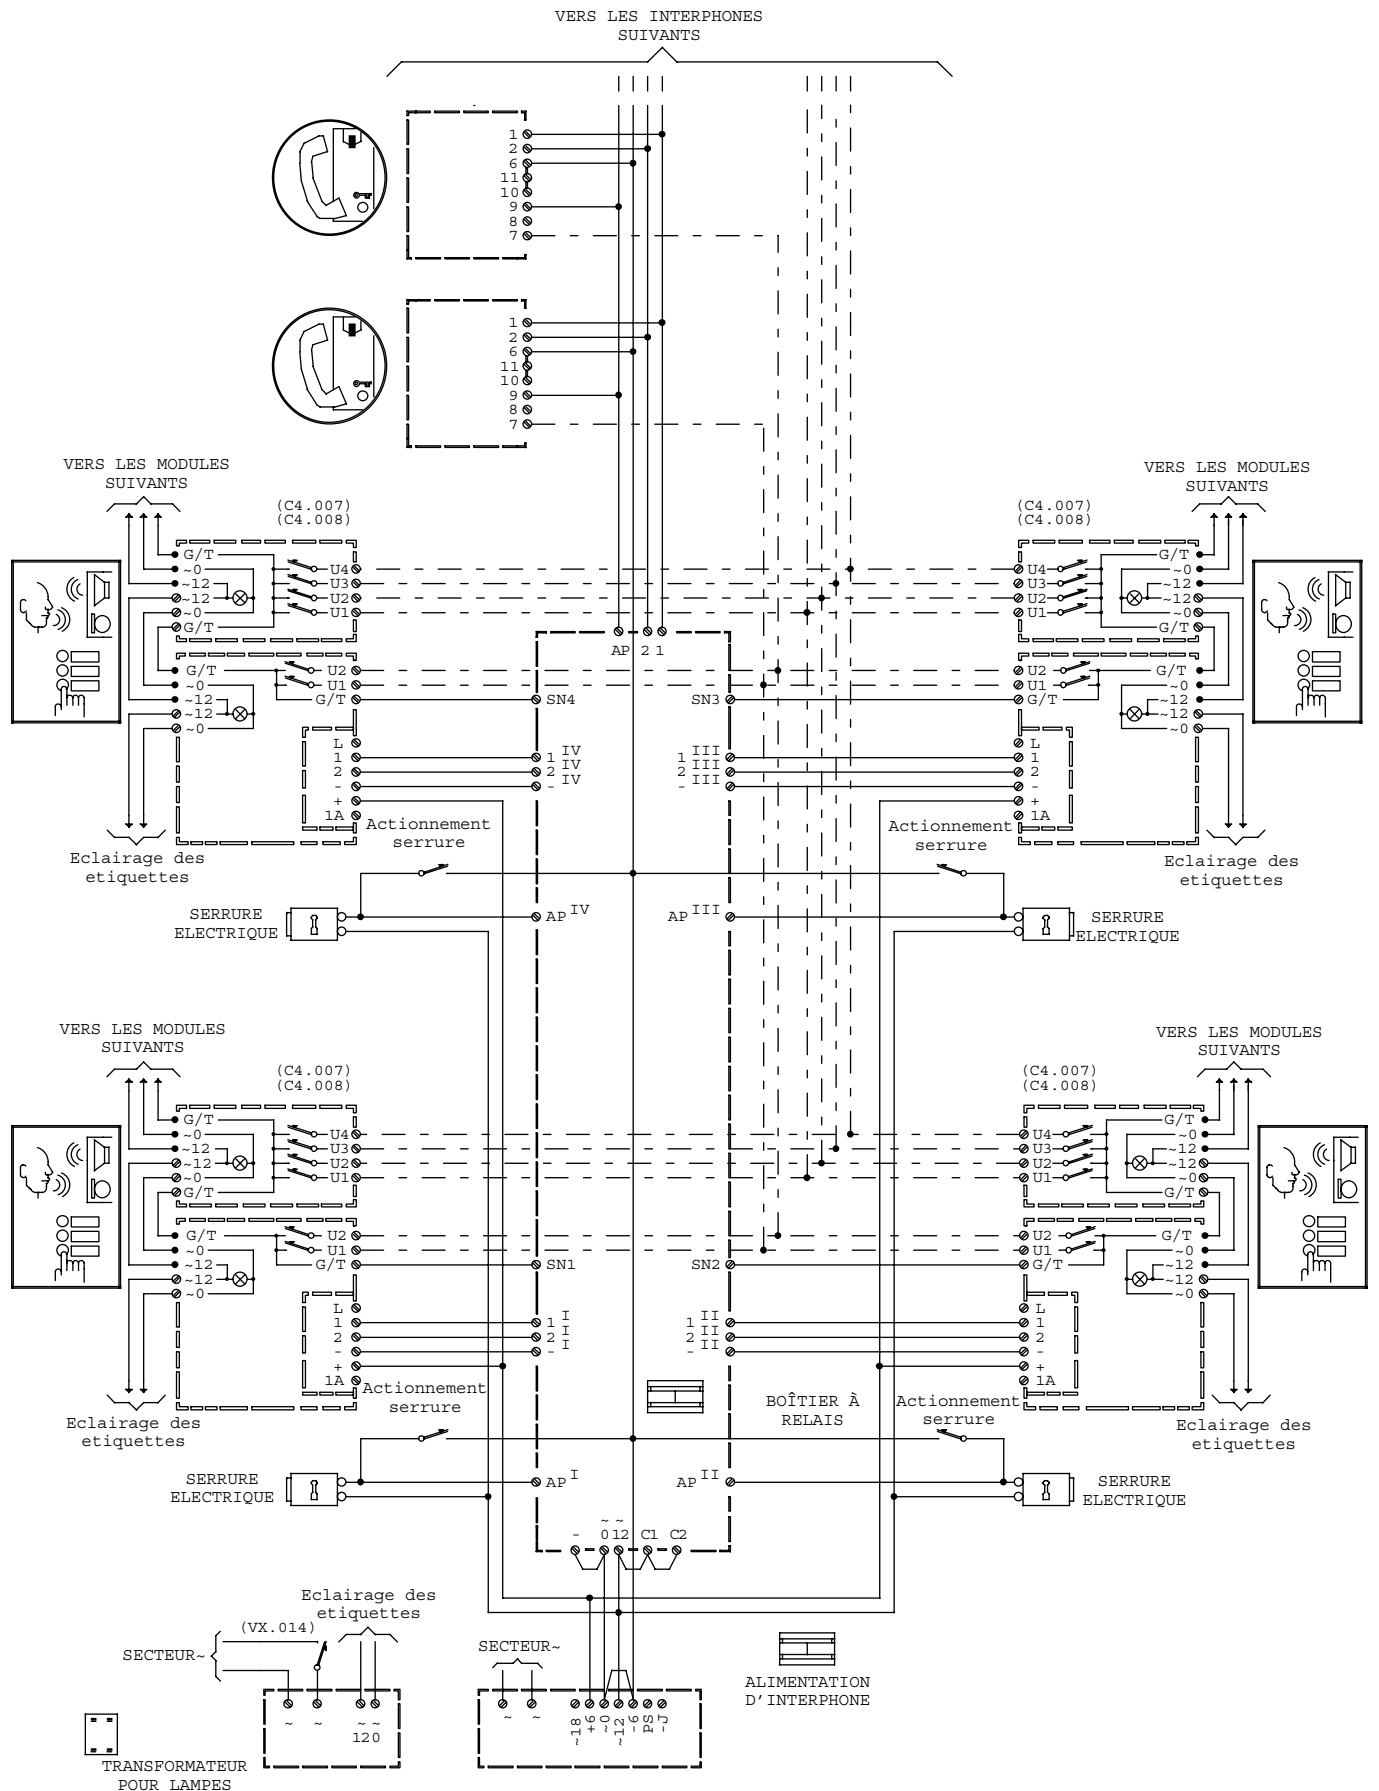 VERS LES INTERPHONES
SUIVANTS
1
2
6
11
10
9
8
7
1
2
6
11
10
9
8
7
VERS LES MODULES
SUIVANTS
(C4.007)
(C4.008)
G/T
~0
~12
~12
~0
G/T
U4
U3
U2
U1
G/T
~0
~12
~12
~0
U2
U1
G/T
L
1
2
-
+
1A
VERS LES MODULES
SUIVANTS
(C4.007)
(C4.008)
U4
U3
U2
U1
G/T
~0
~12
~12
~0
G/T
U2
U1
G/T
G/T
~0
~12
~12
~0
L
1
2
-
+
1A
AP 2 1
SN4
SN3
1 IV
2 IV
- IV
1 III
2 III
- III
Actionnement
serrure
Actionnement
serrure
Eclairage des
etiquettes
Eclairage des
etiquettes
SERRURE
ELECTRIQUE
AP IV
AP III
SERRURE
ELECTRIQUE
VERS LES MODULES
SUIVANTS
(C4.007)
(C4.008)
G/T
~0
~12
~12
~0
G/T
U4
U3
U2
U1
G/T
~0
~12
~12
~0
U2
U1
G/T
L
1
2
-
+
1A
VERS LES MODULES
SUIVANTS
(C4.007)
(C4.008)
U4
U3
U2
U1
G/T
~0
~12
~12
~0
G/T
U2
U1
G/T
G/T
~0
~12
~12
~0
L
1
2
-
+
1A
SN1
SN2
1 I
2 I
- I
1 II
2 II
- II
Actionnement
serrure
BOÎTIER À
RELAIS
Actionnement
serrure
Eclairage des
etiquettes
Eclairage des
etiquettes
SERRURE
ELECTRIQUE
AP I
AP II
SERRURE
ELECTRIQUE
~ ~
- 0 12 C1 C2
Eclairage des
etiquettes
(VX.014)
SECTEUR~
~ ~ ~ ~
120
TRANSFORMATEUR
POUR LAMPES
SECTEUR~
~ ~ ~18 +6 ~0 ~12 -6 PS -J
ALIMENTATION
D'INTERPHONE